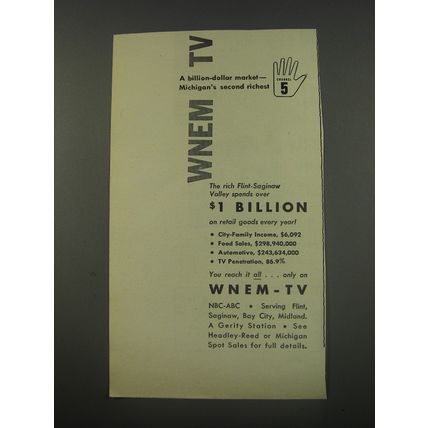 WNEM TV
A billion-dollar market—
Michigan's second richest
CHANNEL
5
The rich Flint-Saginaw
Valley spends over
$1 BILLION
on retail goods every year!
• City-Family Income, $6,092
• Food Sales, $298,940,000
• Automotive, $243,634,000
• TV Penetration, 86.9%
You reach it all . . . only on
WNEM-TV
NBC-ABC • Serving Flint,
Saginaw, Bay City, Midland.
A Gerity Station • See
Headley-Reed or Michigan
Spot Sales for full details.